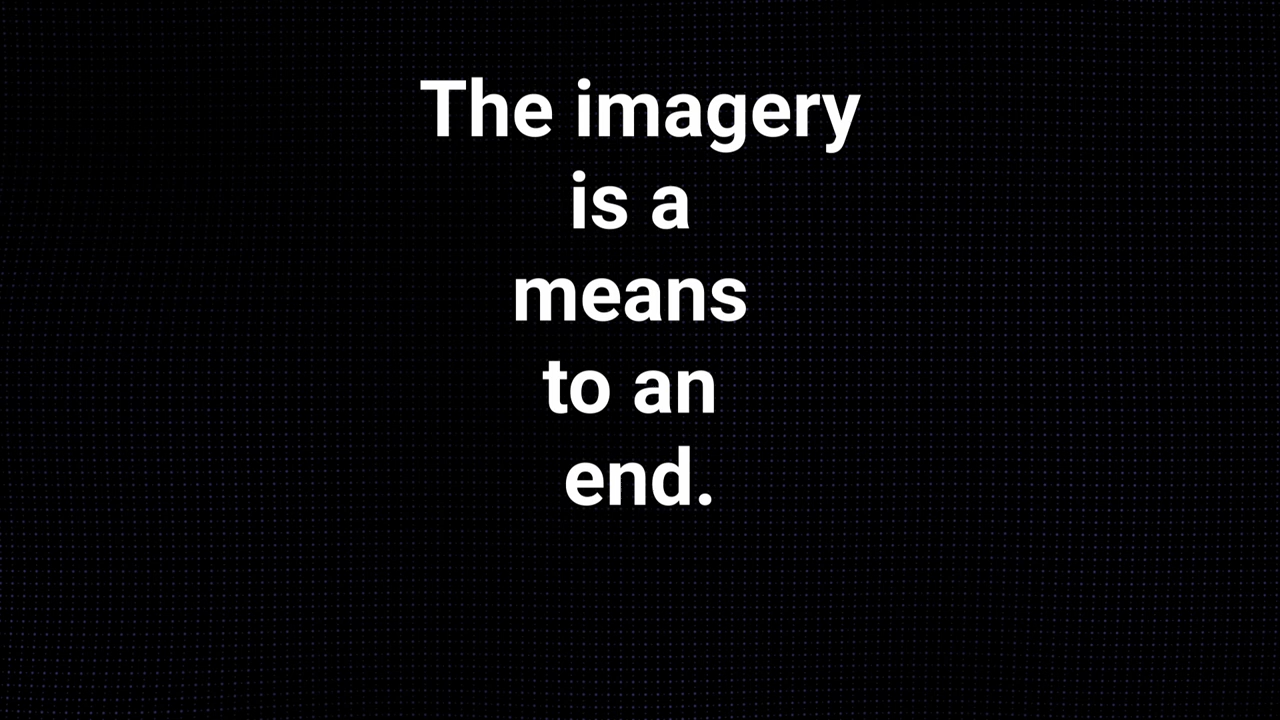 The imagery
is a
means
to an
end.